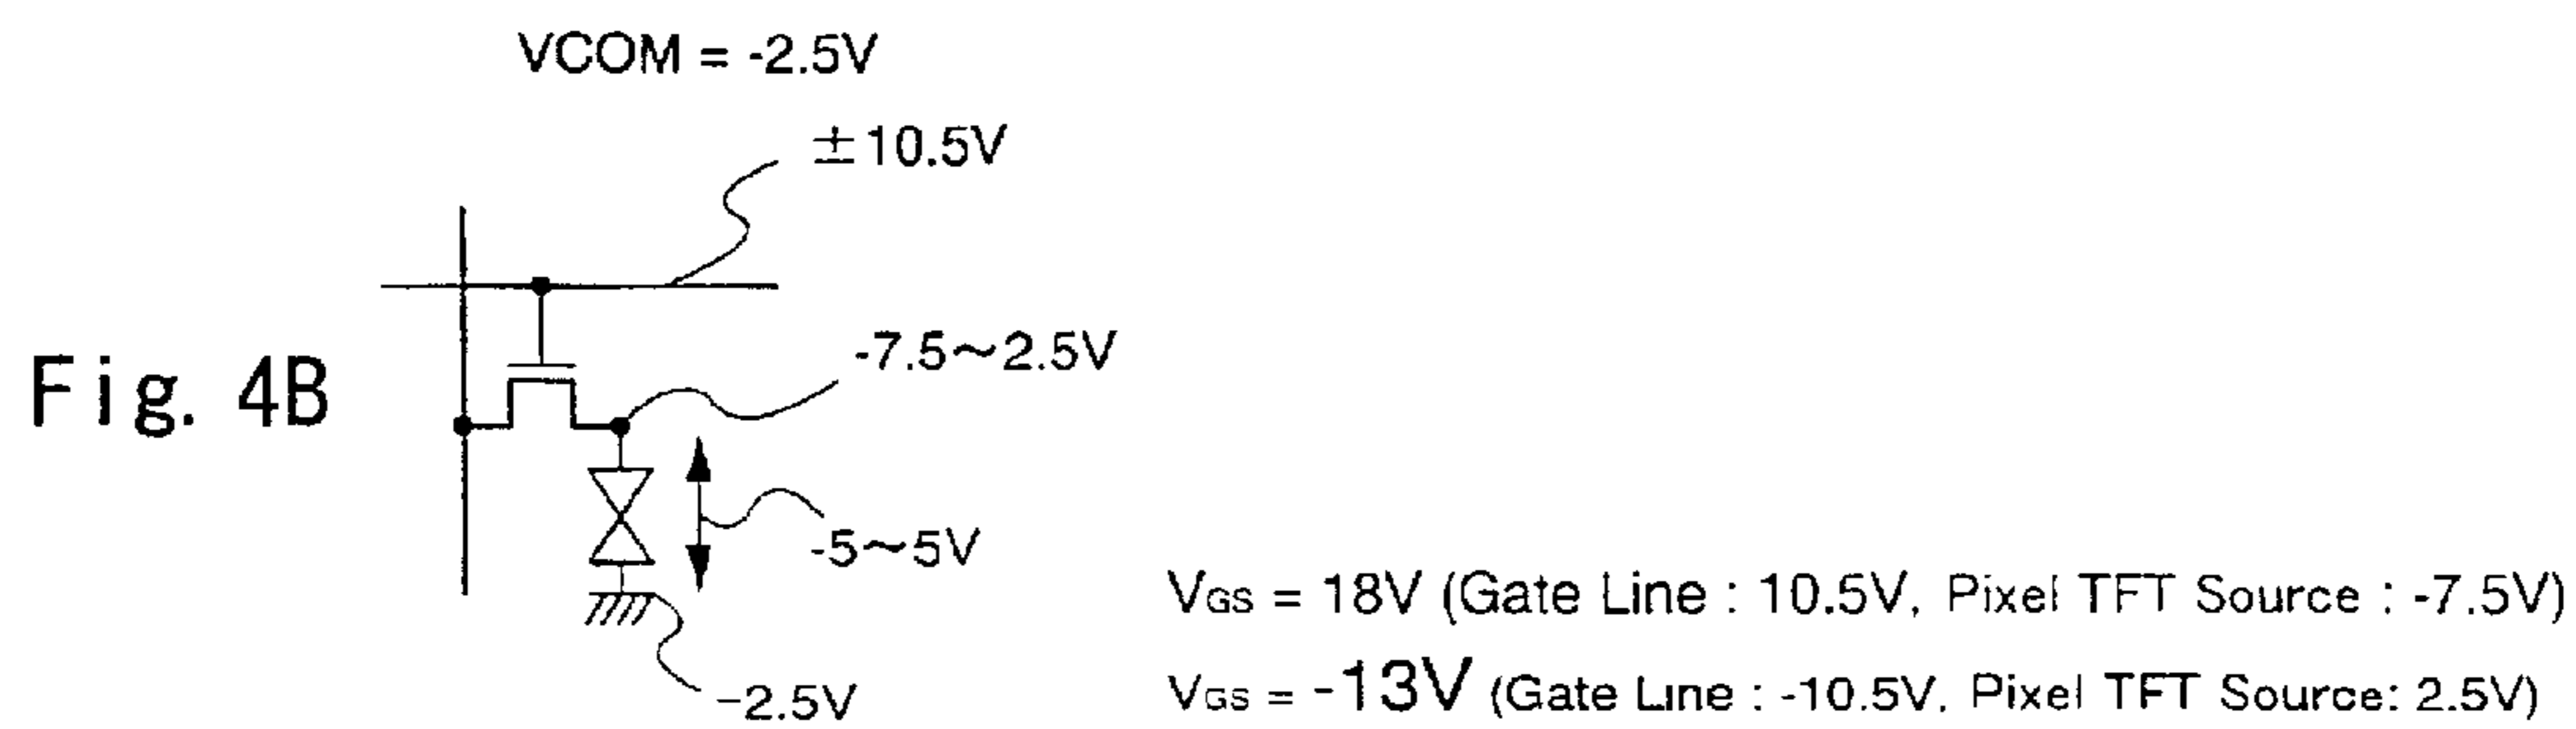 VCOM = -2.5V
±10.5V
-7.5~2.5V
Fig. 4B
-5~5V
VGS = 18V (Gate Line : 10.5V, Pixel TFT Source : -7.5V)
-2.5V
VGS = -13V (Gate Line : -10.5V, Pixel TFT Source: 2.5V)